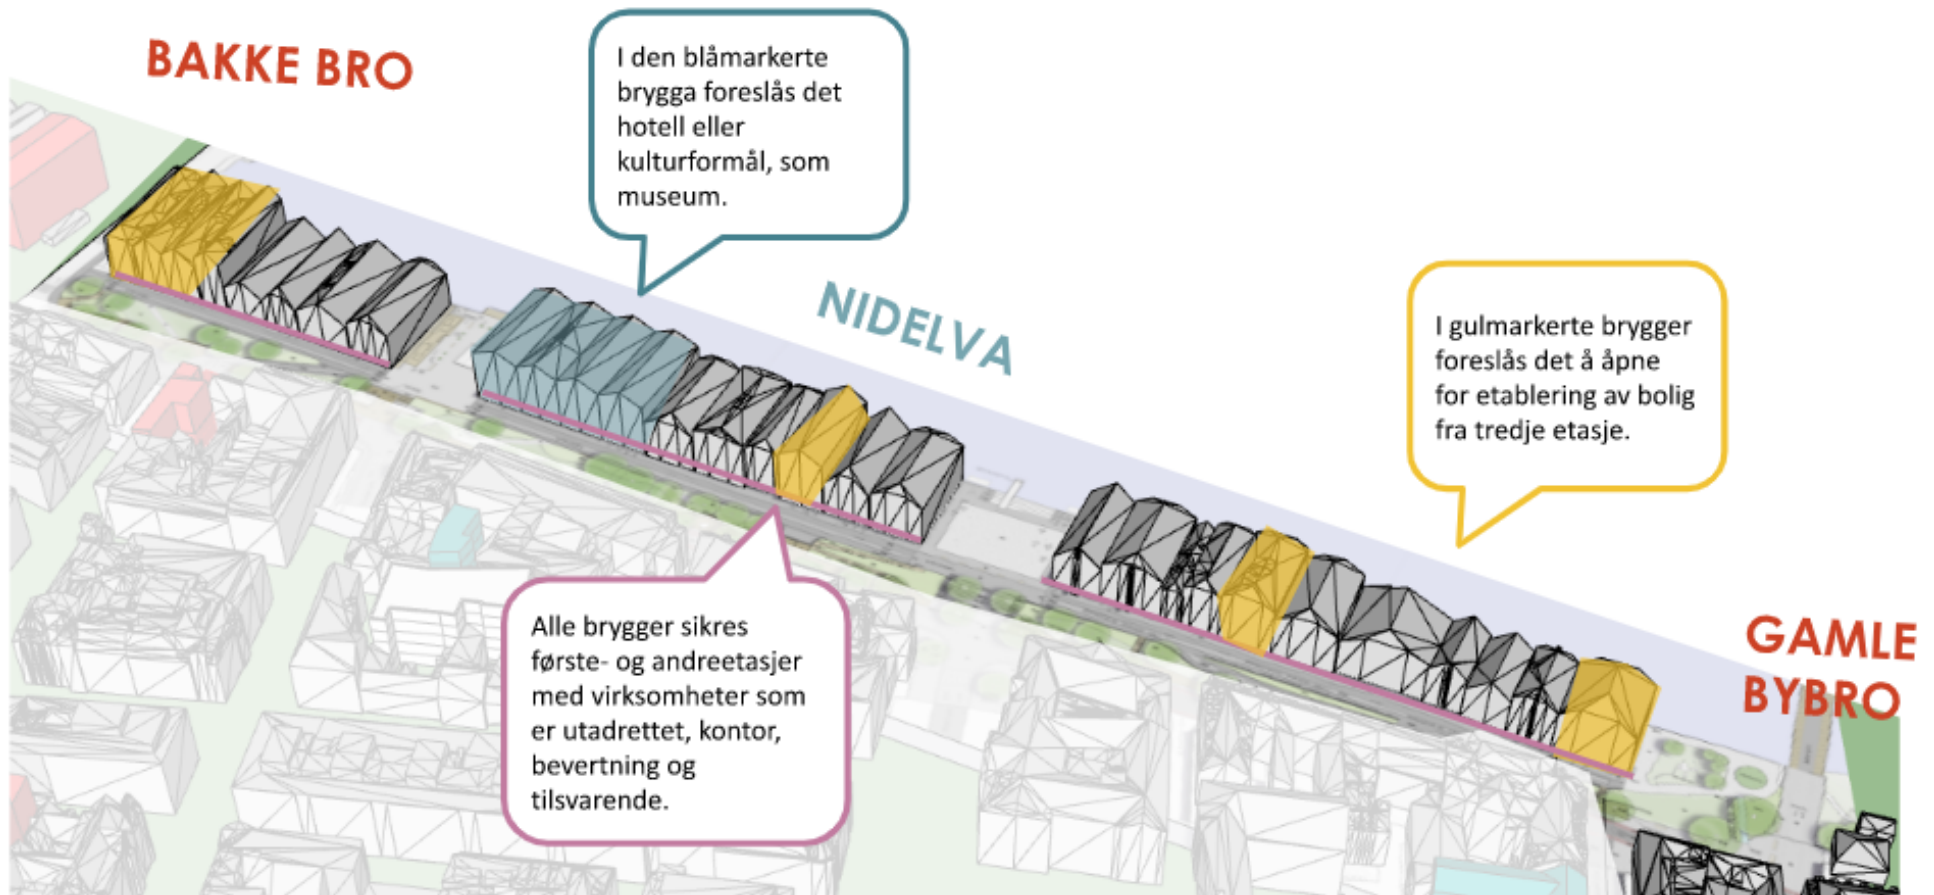 BAKKE BRO
I den blåmarkerte
brygga foreslås det
hotell eller
kulturformål, som
museum.
NIDELVA
I gulmarkerte brygger
foreslås det å åpne
for etablering av bolig
fra tredje etasje.
Alle brygger sikres
første- og andreetasjer
med virksomheter som
er utadrettet, kontor,
bevertning og
tilsvarende.
GAMLE
BYBRO